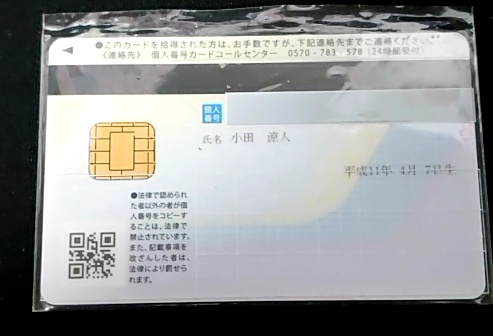 ●このカードを拾得された方は、お手数ですが、下記連絡先までご連絡ください。
《連絡先》 個人番号カードコールセンター 0570-783-578 (24時間受付)
個人
番号
氏名 小田 涼人
平成11年 4月 7日生
●法律で認められ
た者以外の者が個
人番号をコピーす
ることは、法律で
禁止されています。
また、記載事項を
改ざんした者は、
法律により罰せら
れます。